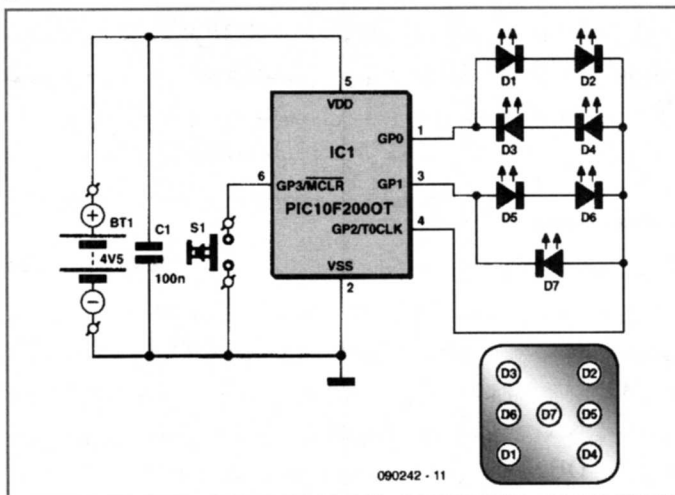 5
VDD
D1
D2
GP0
1
IC1
D3
D4
6
GP3/MCLR
GP1
3
BT1
C1
S1
PIC10F200OT
D5
D6
GP2/T0CLK
4
4V5
100n
VSS
D7
2
D3
D2
D6
D7
D5
D1
D4
090242 - 11